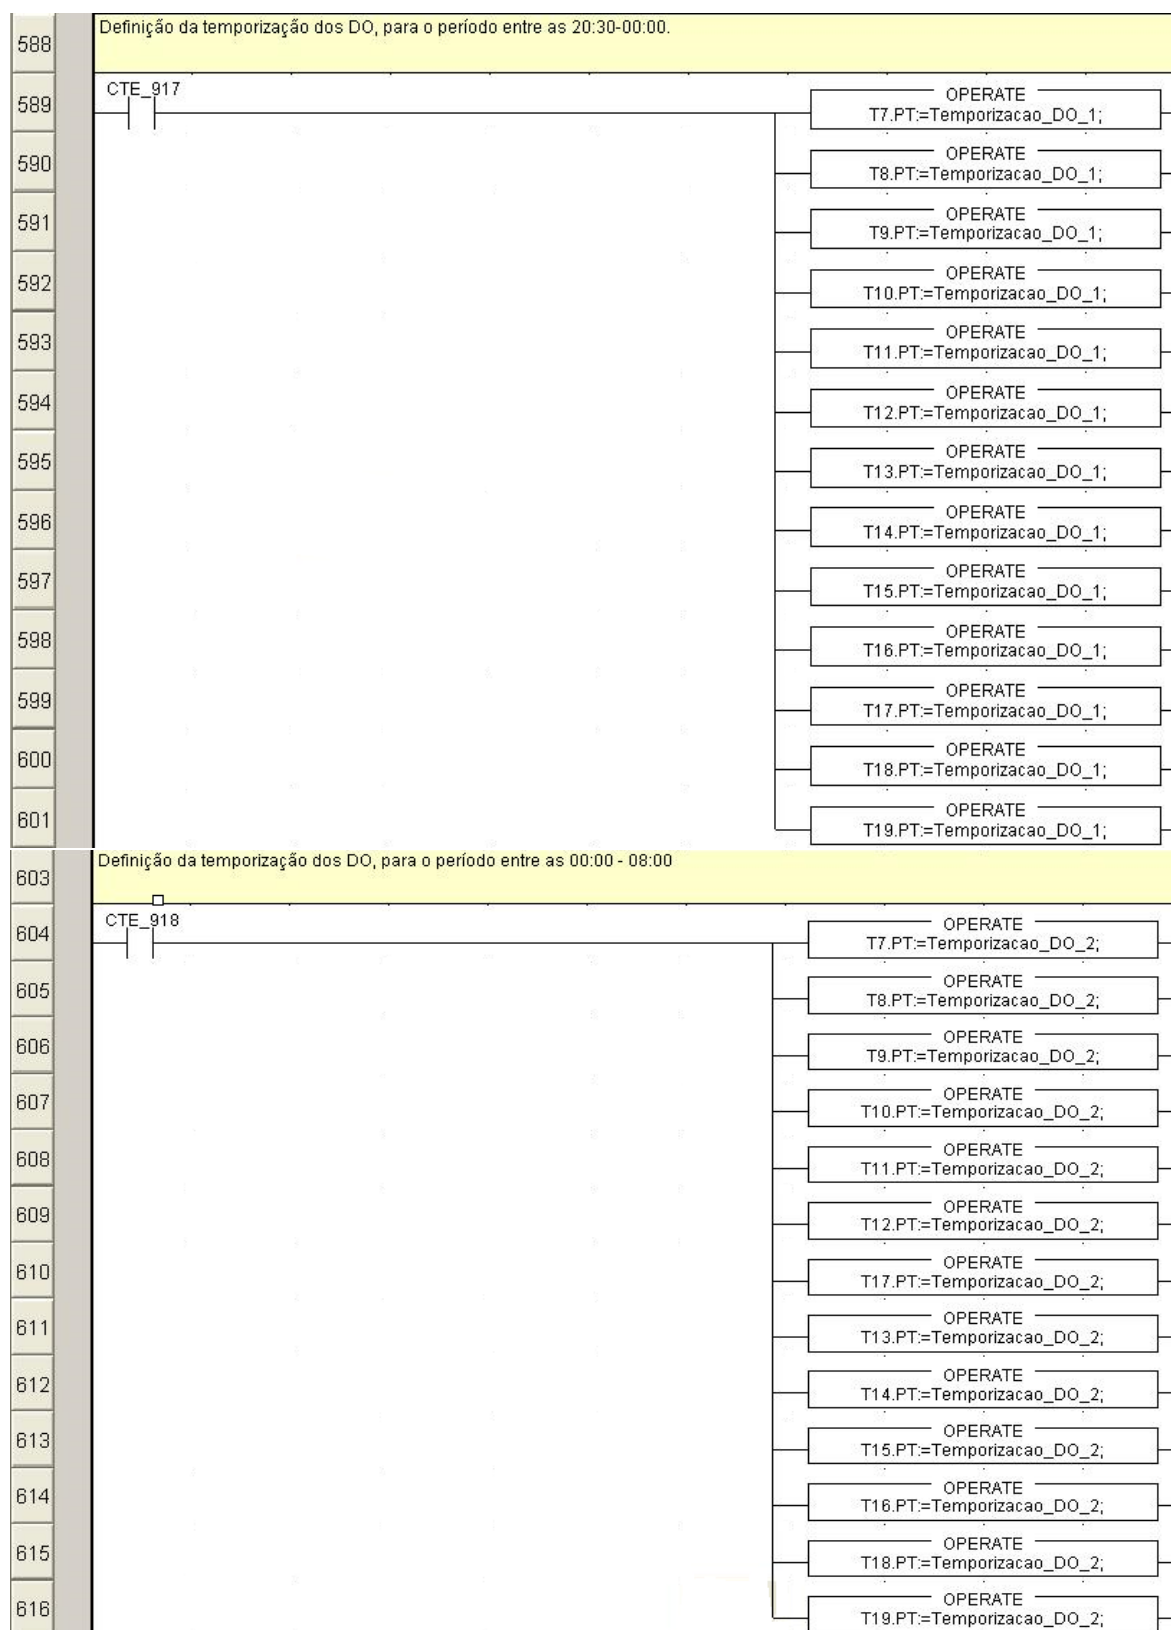 588
Definição da temporização dos DO, para o período entre as 20:30-00:00.
589
CTE_917
OPERATE
T7.PT:=Temporizacao_DO_1;
590
OPERATE
T8.PT:=Temporizacao_DO_1;
591
OPERATE
T9.PT:=Temporizacao_DO_1;
592
OPERATE
T10.PT:=Temporizacao_DO_1;
593
OPERATE
T11.PT:=Temporizacao_DO_1;
594
OPERATE
T12.PT:=Temporizacao_DO_1;
595
OPERATE
T13.PT:=Temporizacao_DO_1;
596
OPERATE
T14.PT:=Temporizacao_DO_1;
597
OPERATE
T15.PT:=Temporizacao_DO_1;
598
OPERATE
T16.PT:=Temporizacao_DO_1;
599
OPERATE
T17.PT:=Temporizacao_DO_1;
600
OPERATE
T18.PT:=Temporizacao_DO_1;
601
OPERATE
T19.PT:=Temporizacao_DO_1;
603
Definição da temporização dos DO, para o período entre as 00:00 - 08:00
604
CTE_918
OPERATE
T7.PT:=Temporizacao_DO_2;
605
OPERATE
T8.PT:=Temporizacao_DO_2;
606
OPERATE
T9.PT:=Temporizacao_DO_2;
607
OPERATE
T10.PT:=Temporizacao_DO_2;
608
OPERATE
T11.PT:=Temporizacao_DO_2;
609
OPERATE
T12.PT:=Temporizacao_DO_2;
610
OPERATE
T17.PT:=Temporizacao_DO_2;
611
OPERATE
T13.PT:=Temporizacao_DO_2;
612
OPERATE
T14.PT:=Temporizacao_DO_2;
613
OPERATE
T15.PT:=Temporizacao_DO_2;
614
OPERATE
T16.PT:=Temporizacao_DO_2;
615
OPERATE
T18.PT:=Temporizacao_DO_2;
616
OPERATE
T19.PT:=Temporizacao_DO_2;